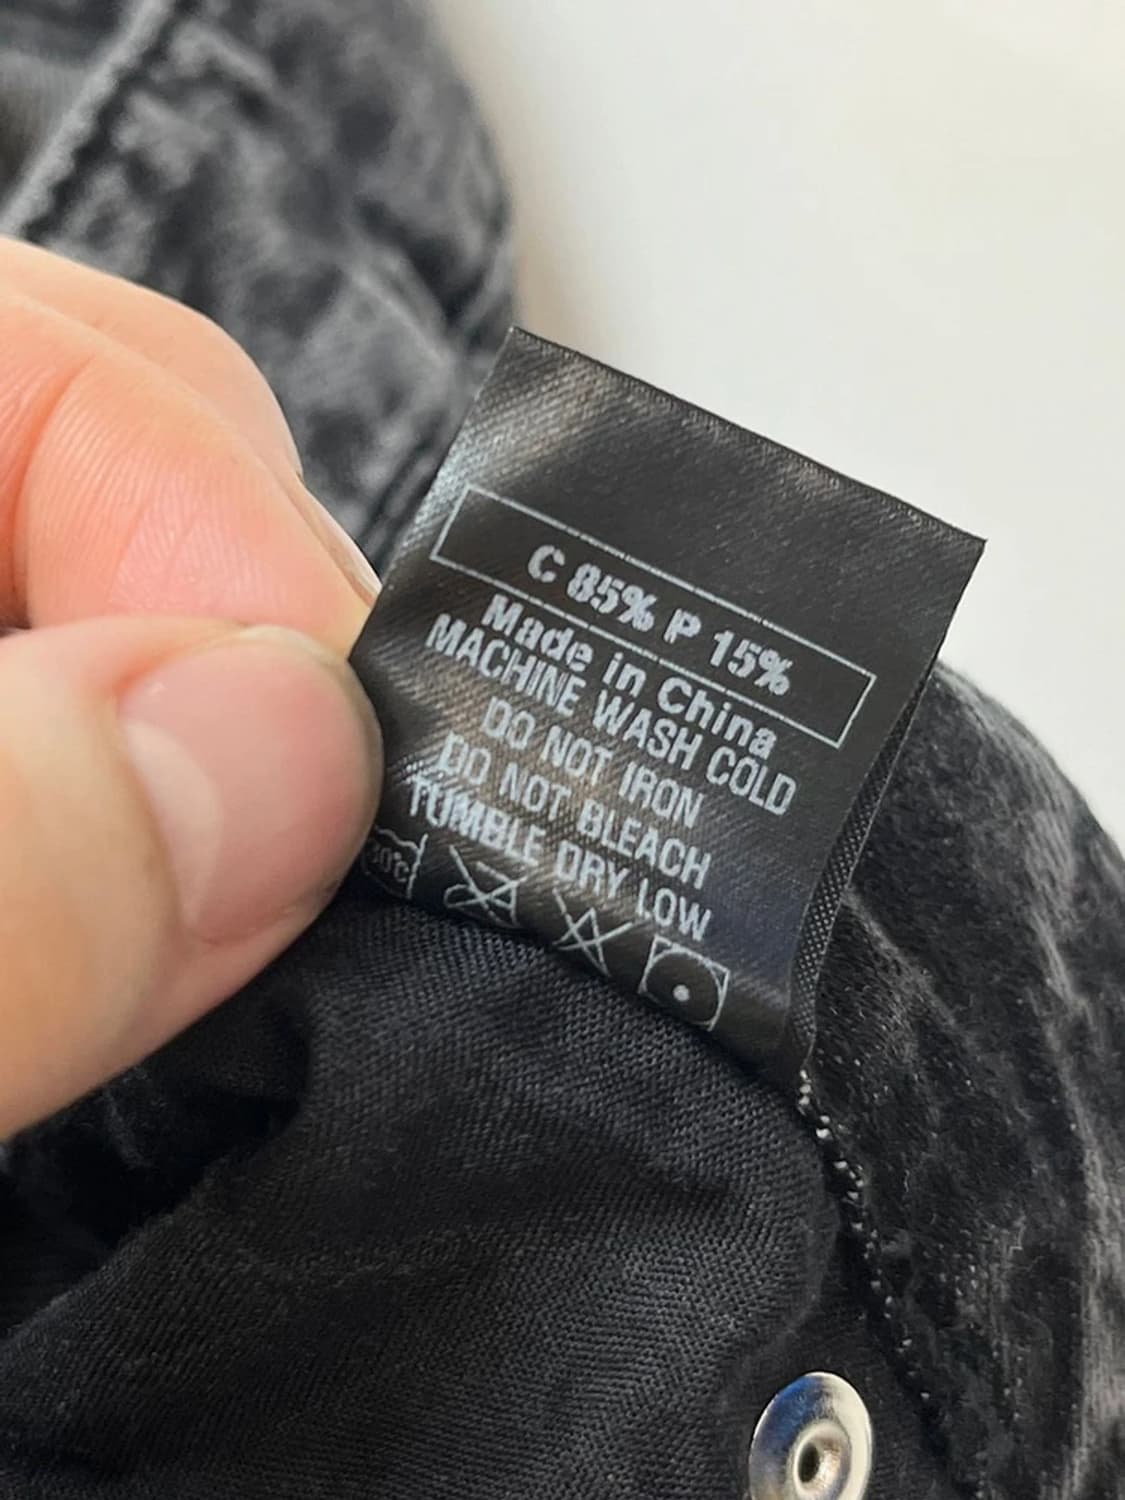 C 85% P 15%
Made in China
MACHINE WASH COLD
DO NOT IRON
DO NOT BLEACH
TUMBLE DRY LOW